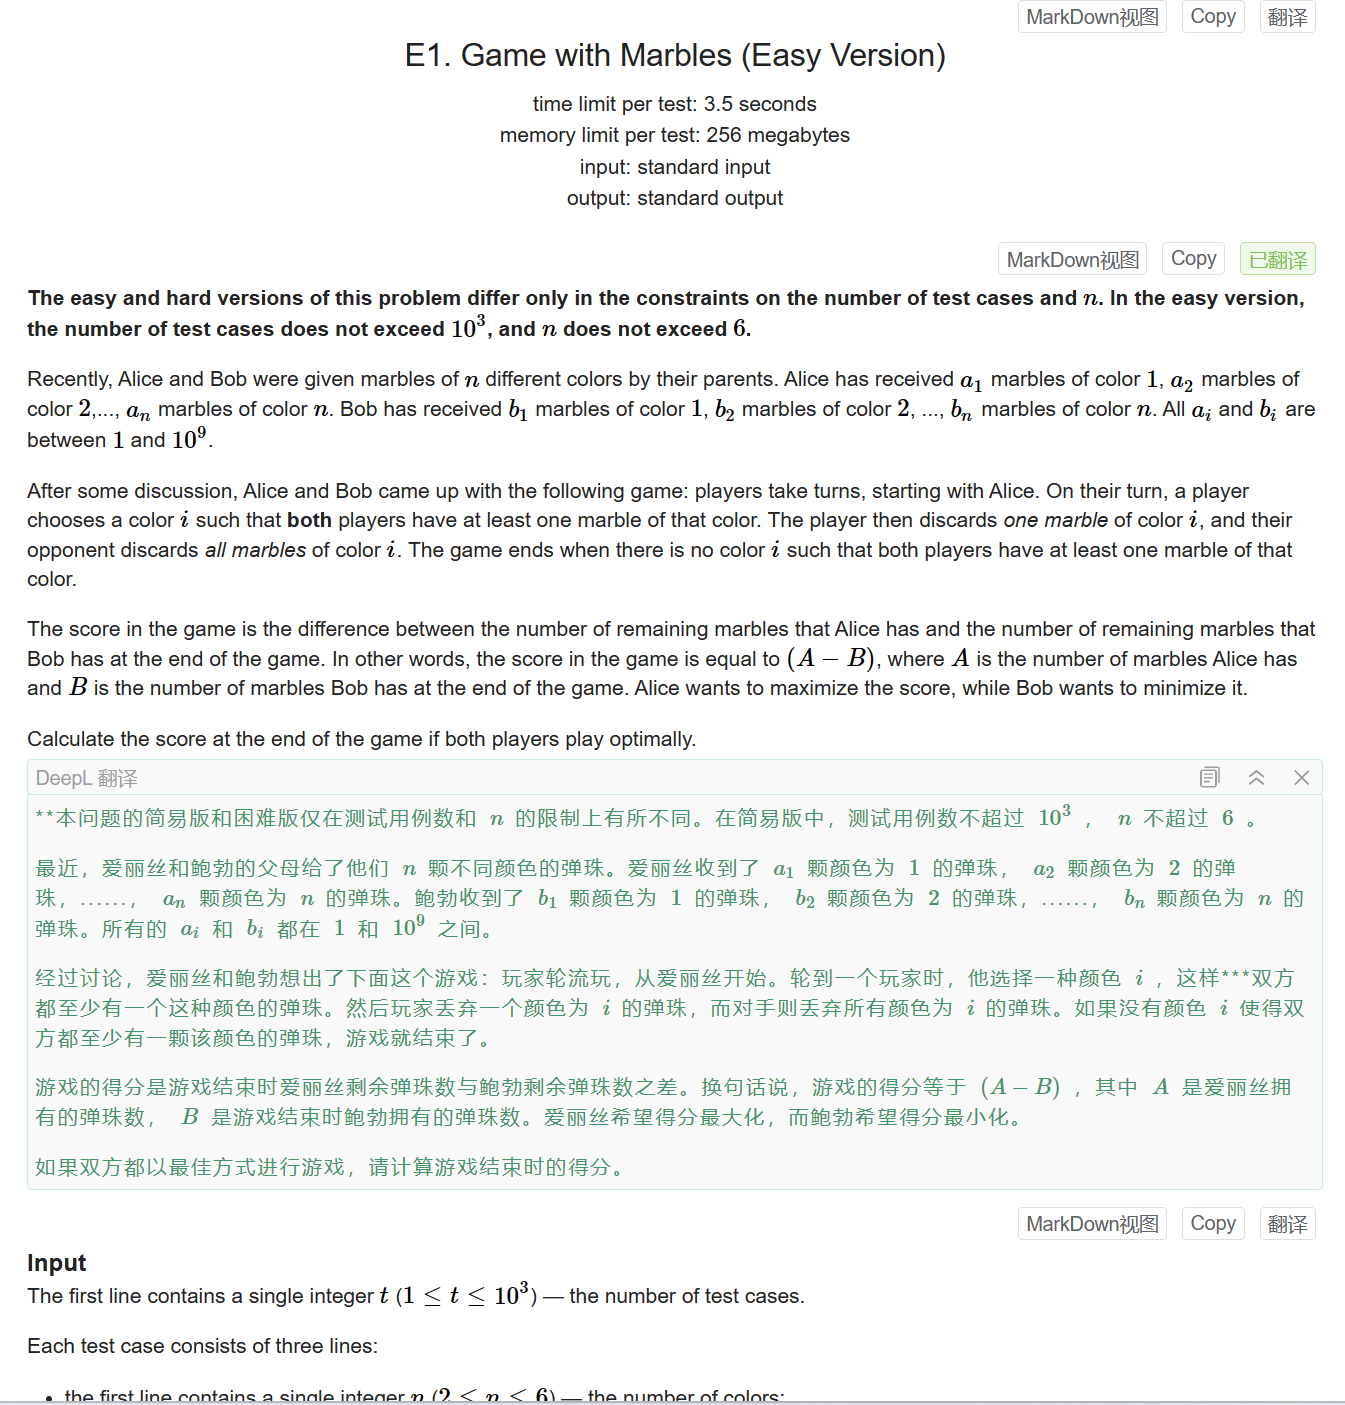 MarkDown视图 Copy 翻译
E1. Game with Marbles (Easy Version)
time limit per test: 3.5 seconds
memory limit per test: 256 megabytes
input: standard input
output: standard output
MarkDown视图 Copy 已翻译
The easy and hard versions of this problem differ only in the constraints on the number of test cases and n. In the easy version,
the number of test cases does not exceed 10³, and n does not exceed 6.
Recently, Alice and Bob were given marbles of n different colors by their parents. Alice has received a₁ marbles of color 1, a₂ marbles of
color 2,..., aₙ marbles of color n. Bob has received b₁ marbles of color 1, b₂ marbles of color 2, ..., bₙ marbles of color n. All aᵢ and bᵢ are
between 1 and 10⁹.
After some discussion, Alice and Bob came up with the following game: players take turns, starting with Alice. On their turn, a player
chooses a color i such that both players have at least one marble of that color. The player then discards one marble of color i, and their
opponent discards all marbles of color i. The game ends when there is no color i such that both players have at least one marble of that
color.
The score in the game is the difference between the number of remaining marbles that Alice has and the number of remaining marbles that
Bob has at the end of the game. In other words, the score in the game is equal to (A − B), where A is the number of marbles Alice has
and B is the number of marbles Bob has at the end of the game. Alice wants to maximize the score, while Bob wants to minimize it.
Calculate the score at the end of the game if both players play optimally.
DeepL 翻译
**本问题的简易版和困难版仅在测试用例数和 n 的限制上有所不同。在简易版中，测试用例数不超过 10³ ， n 不超过 6 。
最近，爱丽丝和鲍勃的父母给了他们 n 颗不同颜色的弹珠。爱丽丝收到了 a₁ 颗颜色为 1 的弹珠， a₂ 颗颜色为 2 的弹
珠，……， aₙ 颗颜色为 n 的弹珠。鲍勃收到了 b₁ 颗颜色为 1 的弹珠， b₂ 颗颜色为 2 的弹珠，……， bₙ 颗颜色为 n 的
弹珠。所有的 aᵢ 和 bᵢ 都在 1 和 10⁹ 之间。
经过讨论，爱丽丝和鲍勃想出了下面这个游戏：玩家轮流玩，从爱丽丝开始。轮到一个玩家时，他选择一种颜色 i ，这样***双方
都至少有一个这种颜色的弹珠。然后玩家丢弃一个颜色为 i 的弹珠，而对手则丢弃所有颜色为 i 的弹珠。如果没有颜色 i 使得双
方都至少有一颗该颜色的弹珠，游戏就结束了。
游戏的得分是游戏结束时爱丽丝剩余弹珠数与鲍勃剩余弹珠数之差。换句话说，游戏的得分等于 (A − B) ，其中 A 是爱丽丝拥
有的弹珠数， B 是游戏结束时鲍勃拥有的弹珠数。爱丽丝希望得分最大化，而鲍勃希望得分最小化。
如果双方都以最佳方式进行游戏，请计算游戏结束时的得分。
MarkDown视图 Copy 翻译
Input
The first line contains a single integer t (1 ≤ t ≤ 10³) — the number of test cases.
Each test case consists of three lines:
• the first line contains a single integer n (2 ≤ n ≤ 6) — the number of colors;